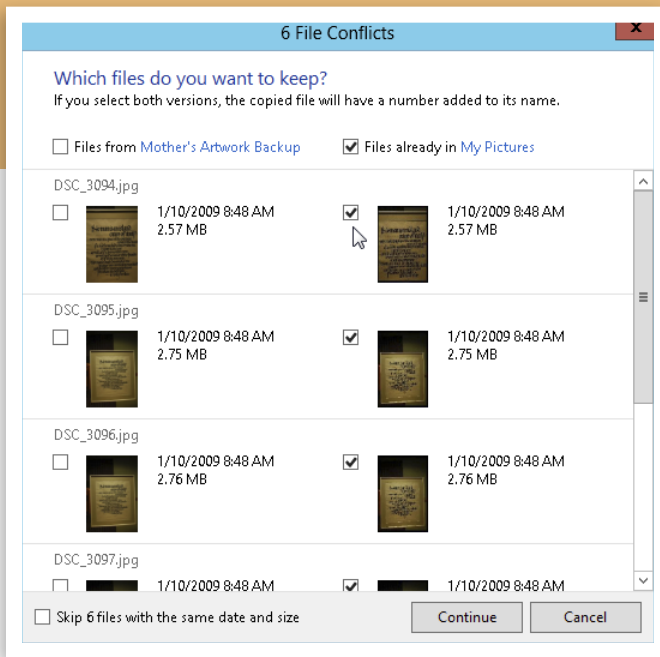 6 File Conflicts
x
Which files do you want to keep?
If you select both versions, the copied file will have a number added to its name.
Files from Mother's Artwork Backup
Files already in My Pictures
DSC_3094.jpg
1/10/2009 8:48 AM
2.57 MB
1/10/2009 8:48 AM
2.57 MB
DSC_3095.jpg
1/10/2009 8:48 AM
2.75 MB
1/10/2009 8:48 AM
2.75 MB
DSC_3096.jpg
1/10/2009 8:48 AM
2.76 MB
1/10/2009 8:48 AM
2.76 MB
DSC_3097.jpg
1/10/2009 8:48 AM
1/10/2009 8:48 AM
Skip 6 files with the same date and size
Continue
Cancel